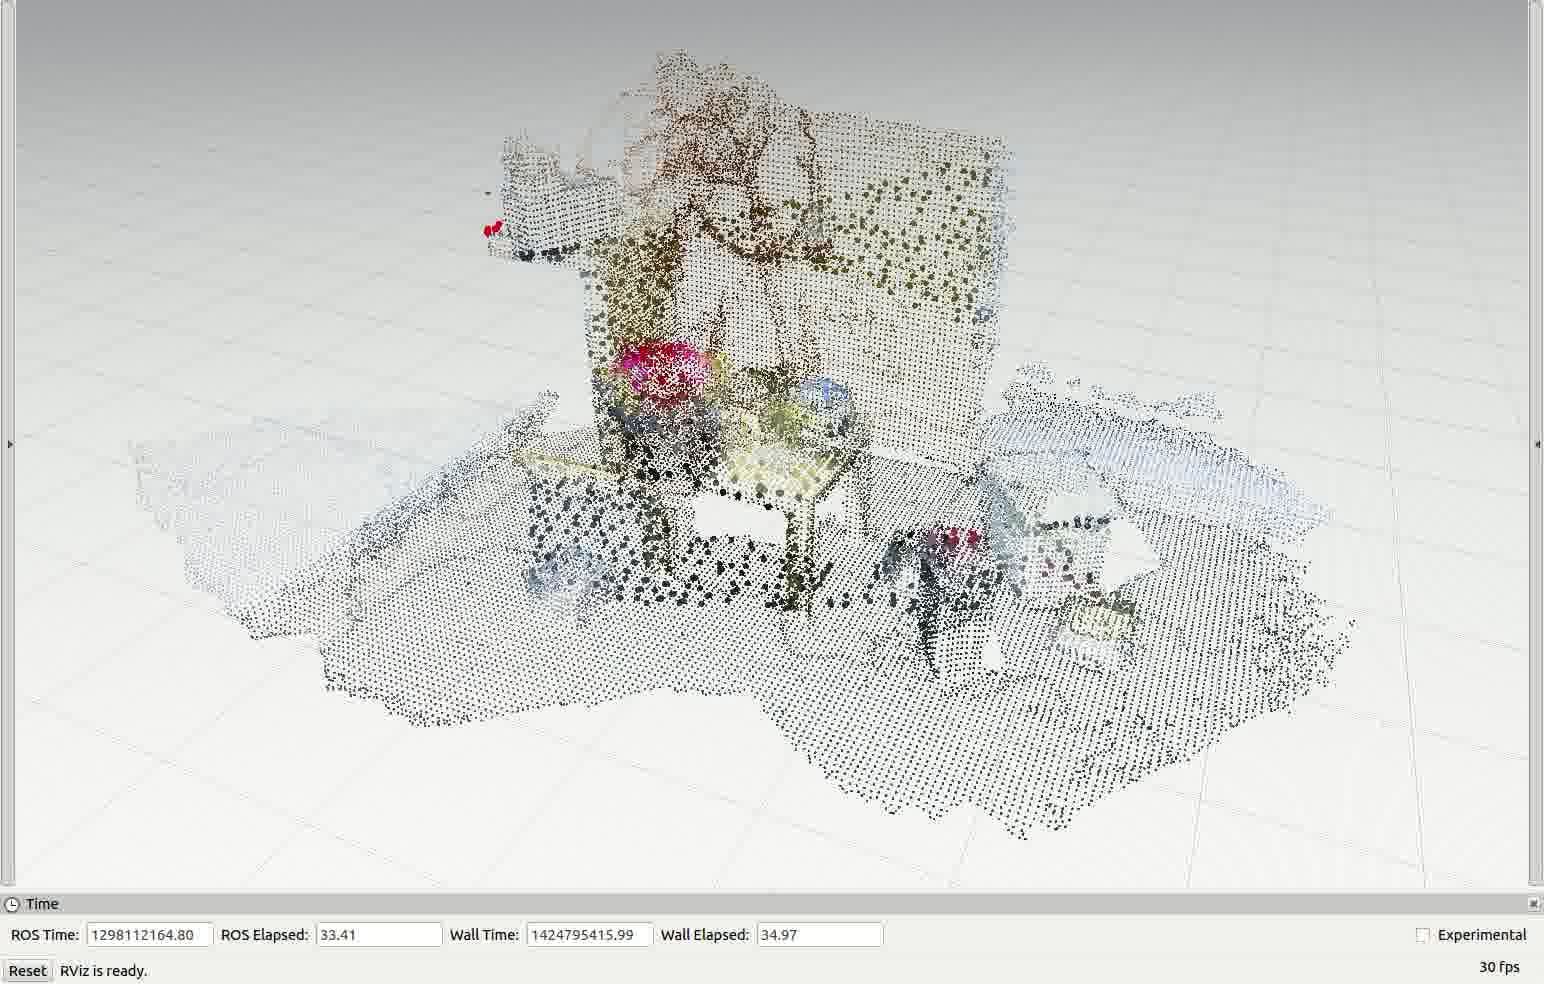 Time
ROS Time: 1298112164.80 ROS Elapsed: 33.41 Wall Time: 1424795415.99 Wall Elapsed: 34.97 Experimental
Reset RViz is ready. 30 fps